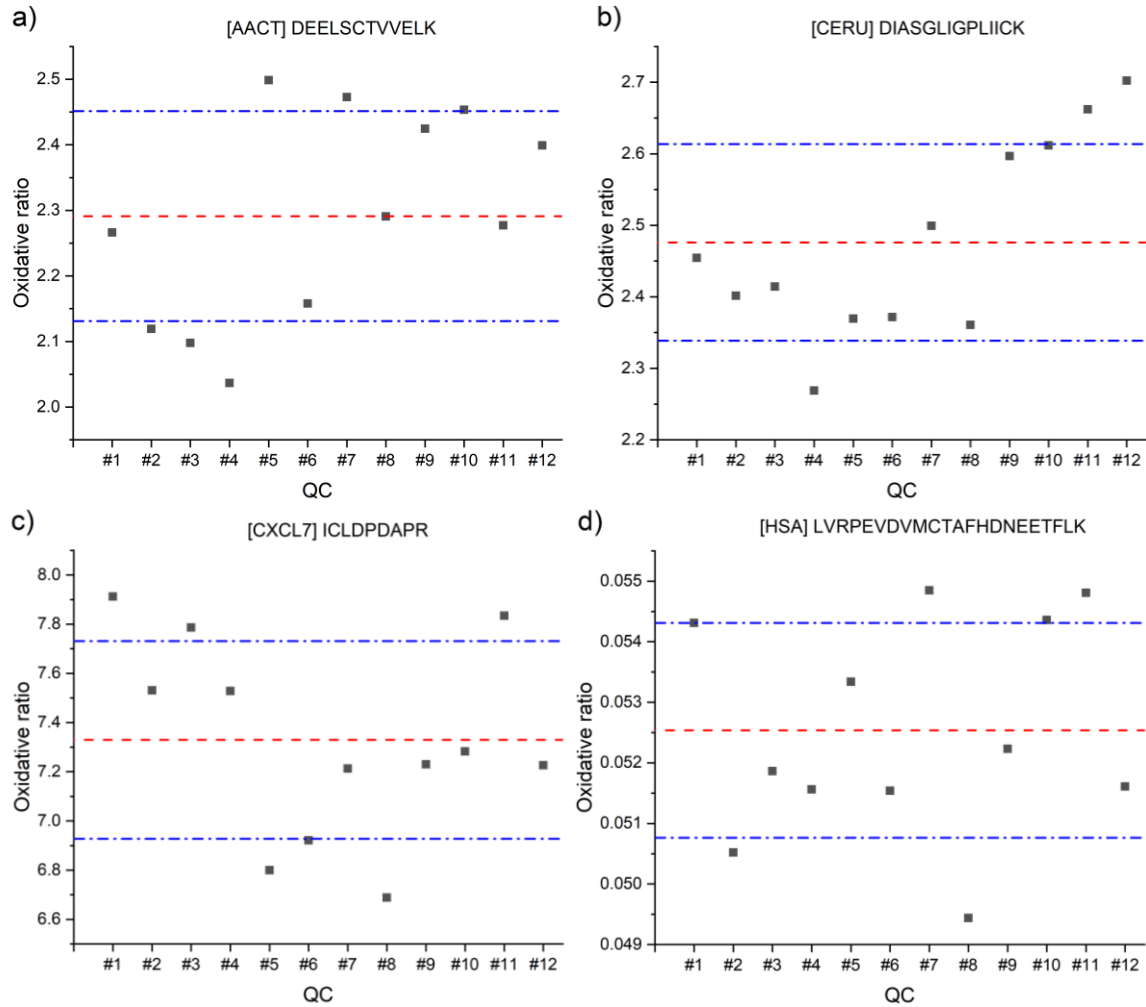 a)
[AACT] DEELSCTVVELK
2.5
2.4
2.3
2.2
2.1
2.0
Oxidative ratio
#1 #2 #3 #4 #5 #6 #7 #8 #9 #10 #11 #12
QC
b)
[CERU] DIASGLIGPLIICK
2.7
2.6
2.5
2.4
2.3
2.2
Oxidative ratio
#1 #2 #3 #4 #5 #6 #7 #8 #9 #10 #11 #12
QC
c)
[CXCL7] ICLDPDAPR
8.0
7.8
7.6
7.4
7.2
7.0
6.8
6.6
Oxidative ratio
#1 #2 #3 #4 #5 #6 #7 #8 #9 #10 #11 #12
QC
d)
[HSA] LVRPEVDVMCTAFHDNEETFLK
0.055
0.054
0.053
0.052
0.051
0.050
0.049
Oxidative ratio
#1 #2 #3 #4 #5 #6 #7 #8 #9 #10 #11 #12
QC